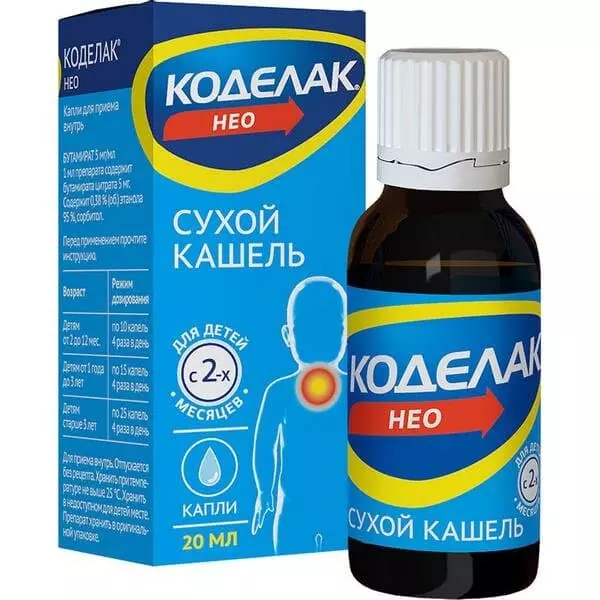 КОДЕЛАК®
НЕО
Капли для приема
внутрь
БУТАМИРАТ 5 мг/мл
1 мл препарата содержит
бутамирата цитрата 5 мг.
Содержит 0,38 % (об) этанола
95 %, сорбитол.
Перед применением прочтите
инструкцию.
Возраст
Режим
дозирования
Детям
от 2 до 12 мес.
по 10 капель
4 раза в день
Детям от 1 года
до 3 лет
по 15 капель
4 раза в день
Детям
старше 3 лет
по 25 капель
4 раза в день
Для приема внутрь. Отпускается
без рецепта. Хранить при темпе-
ратуре не выше 25 °C. Хранить
в недоступном для детей месте.
Препарат хранить в оригиналь-
ной упаковке.
КОДЕЛАК®
НЕО
СУХОЙ
КАШЕЛЬ
ДЛЯ ДЕТЕЙ
с 2-х
МЕСЯЦЕВ
КАПЛИ
20 МЛ
КОДЕЛАК
НЕО
ДЛЯ ДЕТЕЙ
с 2-х
МЕСЯЦЕВ
СУХОЙ КАШЕЛЬ